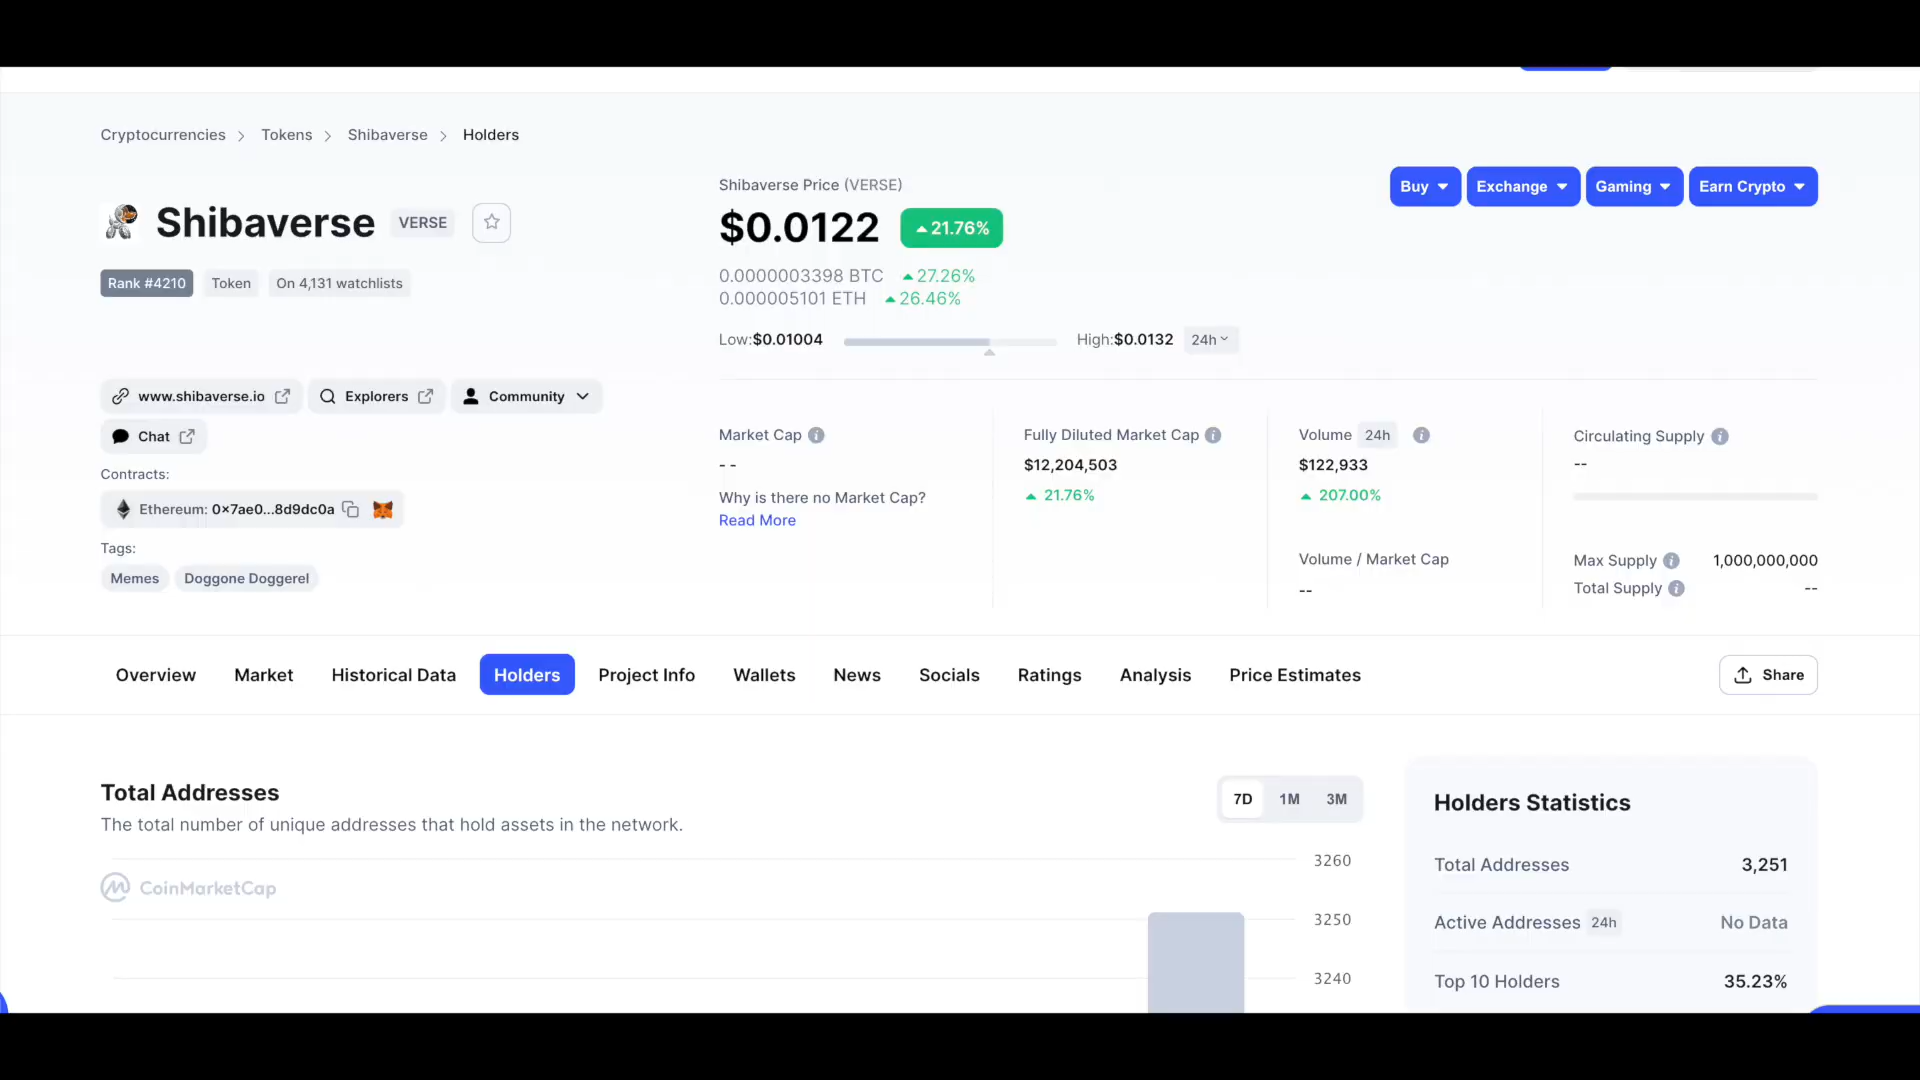 Cryptocurrencies > Tokens > Shibaverse > Holders
Shibaverse VERSE
Rank #4210 Token On 4,131 watchlists
www.shibaverse.io Explorers Community
Chat
Contracts:
Ethereum: 0x7ae0...8d9dc0a
Tags:
Memes Doggone Doggerel
Shibaverse Price (VERSE)
$0.0122 21.76%
0.0000003398 BTC 27.26%
0.000005101 ETH 26.46%
Low:$0.01004 High:$0.0132 24h
Buy Exchange Gaming Earn Crypto
Market Cap
- -
Why is there no Market Cap?
Read More
Fully Diluted Market Cap
$12,204,503
21.76%
Volume 24h
$122,933
207.00%
Volume / Market Cap
--
Circulating Supply
--
Max Supply 1,000,000,000
Total Supply --
Overview Market Historical Data Holders Project Info Wallets News Socials Ratings Analysis Price Estimates Share
Total Addresses
The total number of unique addresses that hold assets in the network.
7D 1M 3M
CoinMarketCap
3260
3250
3240
Holders Statistics
Total Addresses 3,251
Active Addresses 24h No Data
Top 10 Holders 35.23%